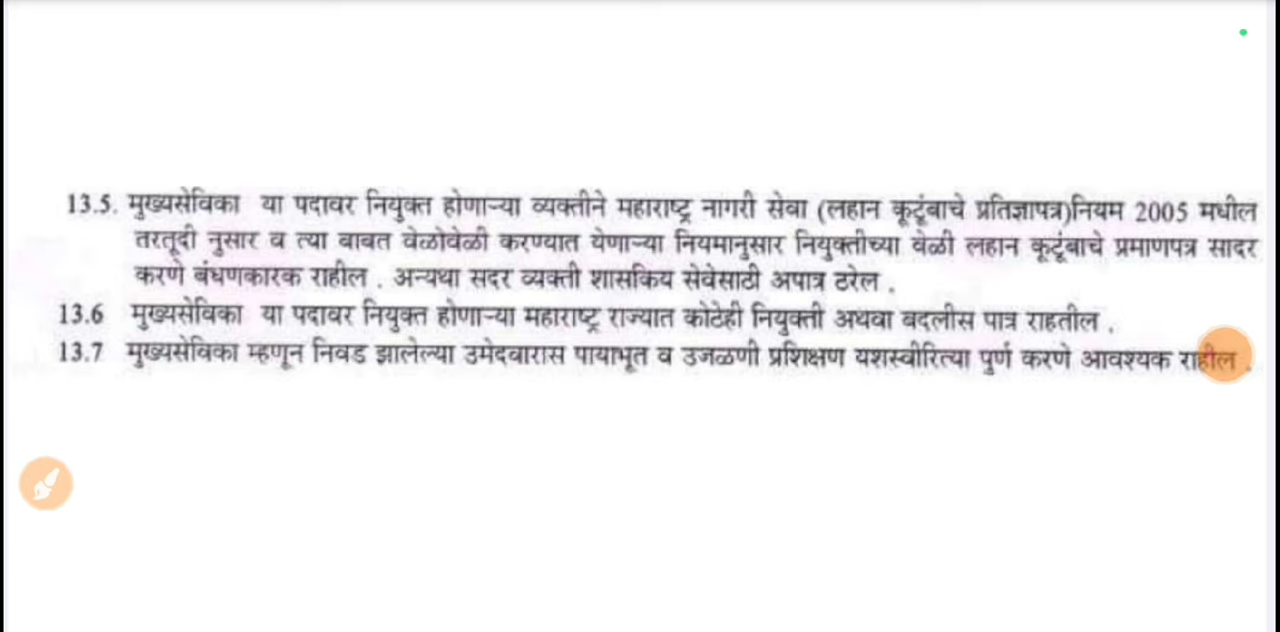 13.5. मुख्यसेविका या पदावर नियुक्त होणाऱ्या व्यक्तीने महाराष्ट्र नागरी सेवा (लहान कूटूंबाचे प्रतिज्ञापत्र)नियम 2005 मधील
तरतूदी नुसार व त्या बाबत वेळोवेळी करण्यात येणाऱ्या नियमानुसार नियुक्तीच्या वेळी लहान कूटूंबाचे प्रमाणपत्र सादर
करणे बंधणकारक राहील . अन्यथा सदर व्यक्ती शासकिय सेवेसाठी अपात्र ठरेल .
13.6 मुख्यसेविका या पदावर नियुक्त होणाऱ्या महाराष्ट्र राज्यात कोठेही नियुक्ती अथवा बदलीस पात्र राहतील .
13.7 मुख्यसेविका म्हणून निवड झालेल्या उमेदवारास पायाभूत व उजळणी प्रशिक्षण यशस्वीरित्या पुर्ण करणे आवश्यक राहील .